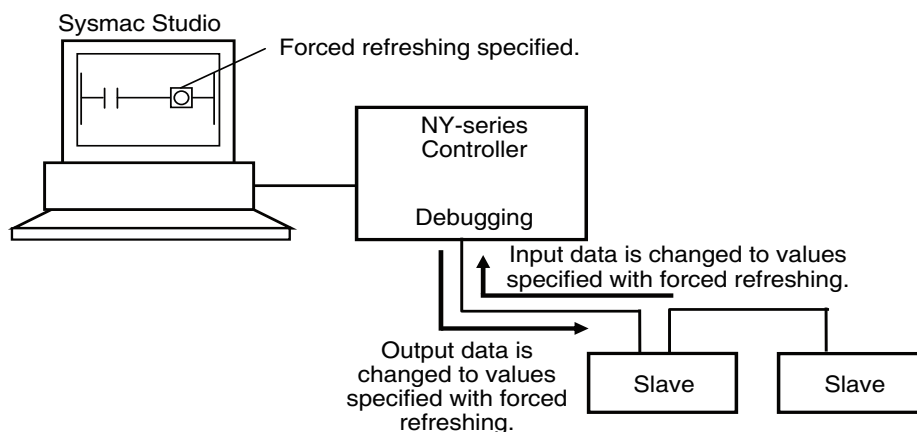 Sysmac Studio
Forced refreshing specified.
NY-series
Controller
Debugging
Input data is changed to values
specified with forced refreshing.
Output data is
changed to values
specified with forced
refreshing.
Slave
Slave